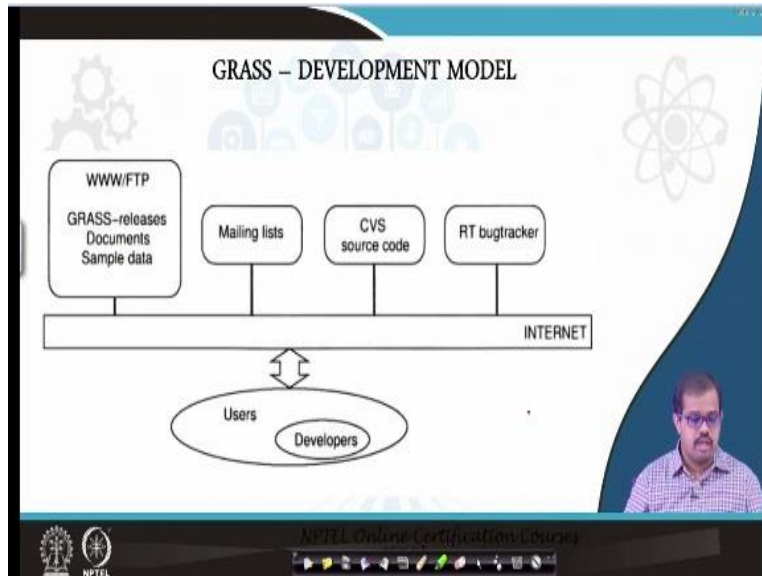 GRASS – DEVELOPMENT MODEL
WWW/FTP
GRASS–releases
Documents
Sample data
Mailing lists
CVS
source code
RT bugtracker
INTERNET
Users
Developers
NPTEL Online Certification Courses
NPTEL